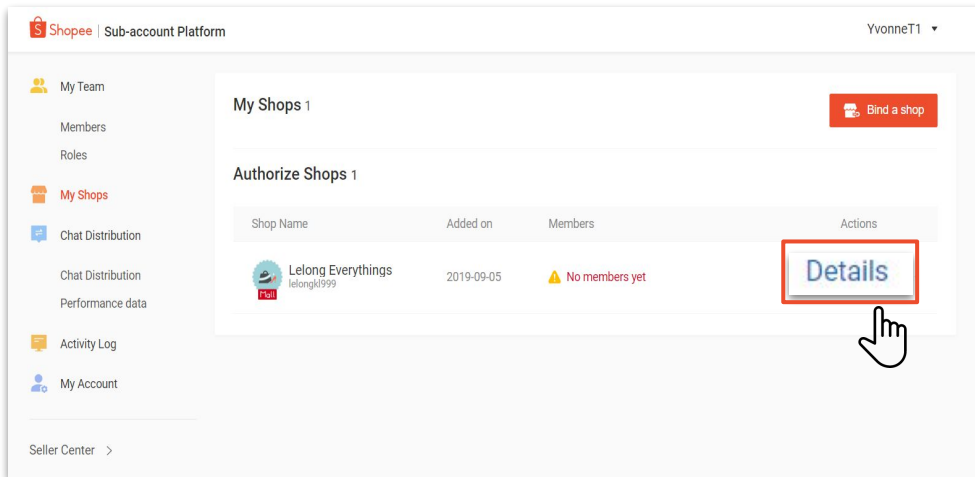 Shopee | Sub-account Platform
YvonneT1
My Team
Members
Roles
My Shops
Chat Distribution
Chat Distribution
Performance data
Activity Log
My Account
Seller Center >
My Shops 1
Bind a shop
Authorize Shops 1
Shop Name Added on Members Actions
Lelong Everythings 2019-09-05 No members yet Details
lelongkl999
Mall